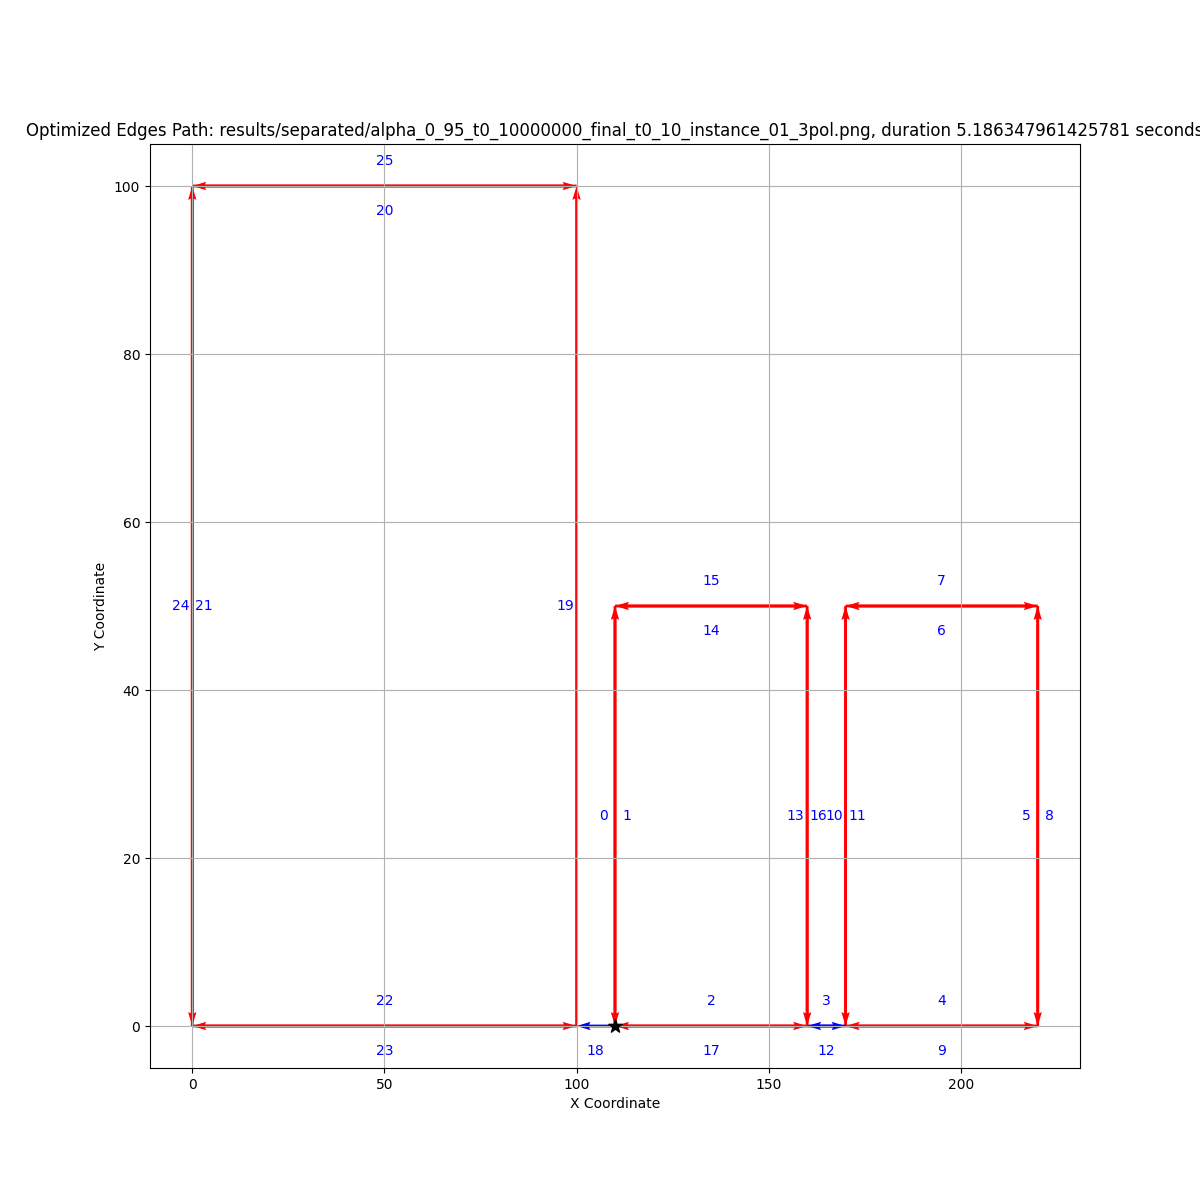 Optimized Edges Path: results/separated/alpha_0_95_t0_10000000_final_t0_10_instance_01_3pol.png, duration 5.186347961425781 seconds
25
100
20
80
60
15 7
24 21 19
14 6
Y Coordinate
40
0 1 13 16 10 11 5 8
20
22 2 3 4
0
23 18 17 12 9
0 50 100 150 200
X Coordinate